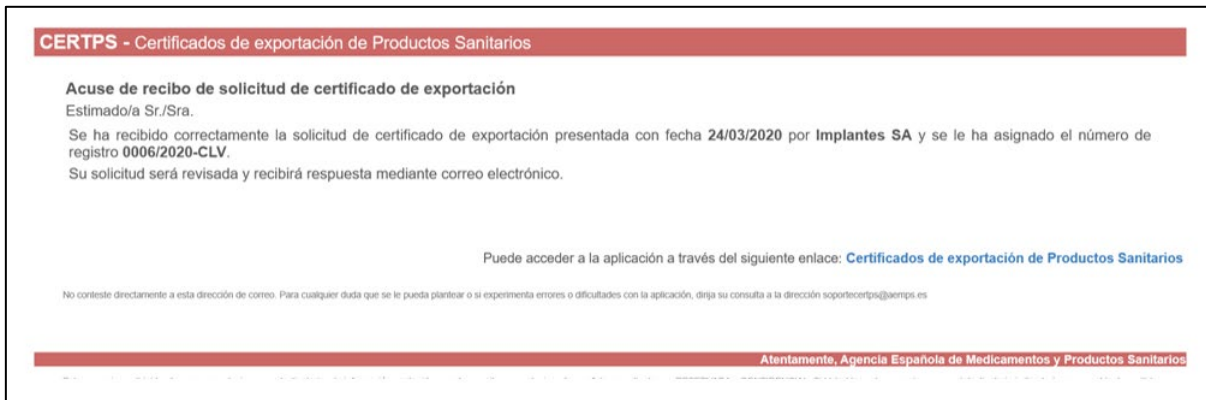 CERTPS - Certificados de exportación de Productos Sanitarios
Acuse de recibo de solicitud de certificado de exportación
Estimado/a Sr./Sra.
Se ha recibido correctamente la solicitud de certificado de exportación presentada con fecha 24/03/2020 por Implantes SA y se le ha asignado el número de
registro 0006/2020-CLV.
Su solicitud será revisada y recibirá respuesta mediante correo electrónico.
Puede acceder a la aplicación a través del siguiente enlace: Certificados de exportación de Productos Sanitarios
No conteste directamente a esta dirección de correo. Para cualquier duda que se le pueda plantear o si experimenta errores o dificultades con la aplicación, dirija su consulta a la dirección soportecertps@aemps.es
Atentamente, Agencia Española de Medicamentos y Productos Sanitarios